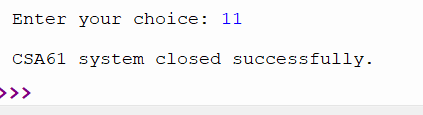 Enter your choice: 11
CSA61 system closed successfully.
>>>